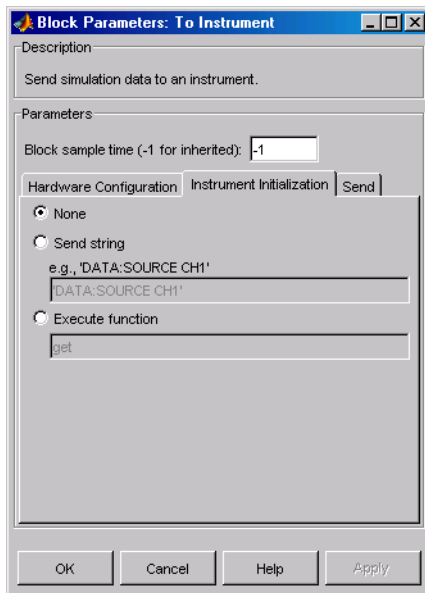 Block Parameters: To Instrument
Description
Send simulation data to an instrument.
Parameters
Block sample time (-1 for inherited): -1
Hardware Configuration Instrument Initialization Send
None
Send string
e.g., 'DATA:SOURCE CH1'
'DATA:SOURCE CH1'
Execute function
get
OK Cancel Help Apply